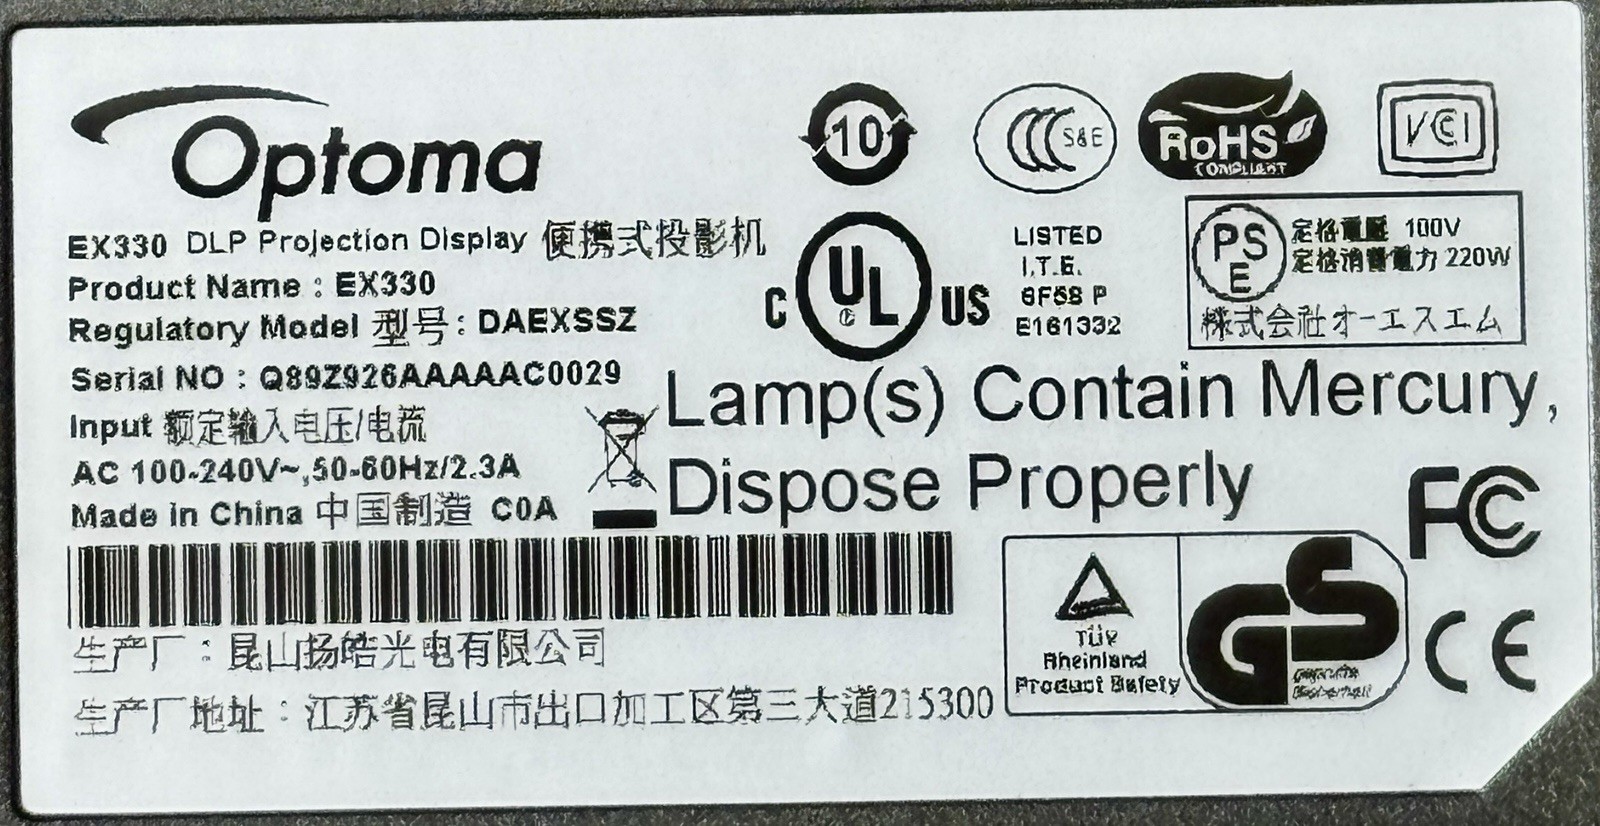 Optoma
EX330 DLP Projection Display 便携式投影机
Product Name : EX330
Regulatory Model 型号: DAEXSSZ
Serial NO : Q89Z926AAAAAAC0029
Input 额定输入电压/电流
AC 100-240V~,50-60Hz/2.3A
Made in China 中国制造 C0A
生产厂 : 昆山扬皓光电有限公司
生产厂地址 : 江苏省昆山市出口加工区第三大道215300
10
CCC S&E
RoHS
COMPLIANT
VCI
C UL US
LISTED
I.T.E.
6F58 P
E161332
PS
E
定格電圧 100V
定格消費電力 220W
株式会社オーエスエム
Lamp(s) Contain Mercury,
Dispose Properly
TÜV
Rheinland
Product Safety
GS
FC
CE